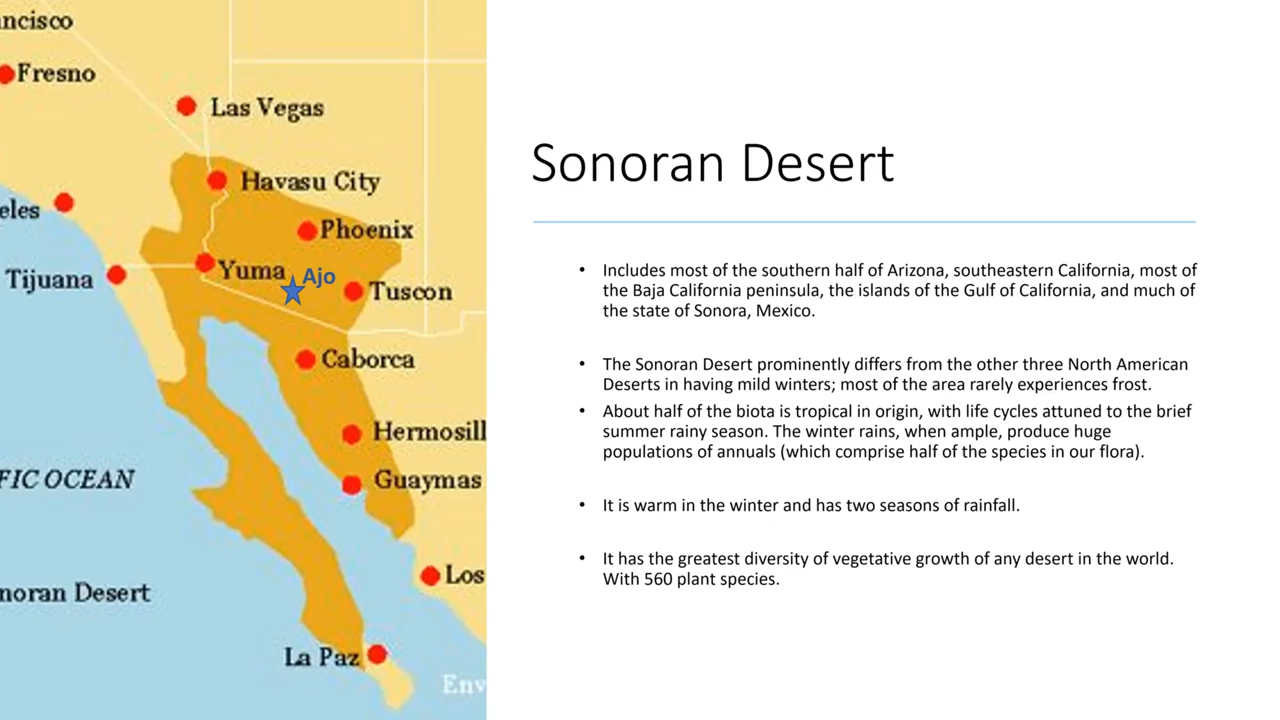 ncisco
Fresno
Las Vegas
Havasu City
eles
Phoenix
Tijuana
Yuma
Ajo
Tuscon
Caborca
Hermosill
FIC OCEAN
Guaymas
Los
noran Desert
La Paz
Env
Sonoran Desert
• Includes most of the southern half of Arizona, southeastern California, most of
the Baja California peninsula, the islands of the Gulf of California, and much of
the state of Sonora, Mexico.
• The Sonoran Desert prominently differs from the other three North American
Deserts in having mild winters; most of the area rarely experiences frost.
• About half of the biota is tropical in origin, with life cycles attuned to the brief
summer rainy season. The winter rains, when ample, produce huge
populations of annuals (which comprise half of the species in our flora).
• It is warm in the winter and has two seasons of rainfall.
• It has the greatest diversity of vegetative growth of any desert in the world.
With 560 plant species.